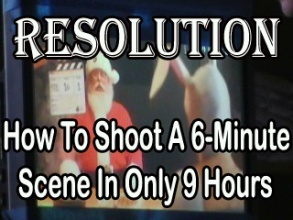 RESOLUTION
How To Shoot A 6-Minute
Scene In Only 9 Hours